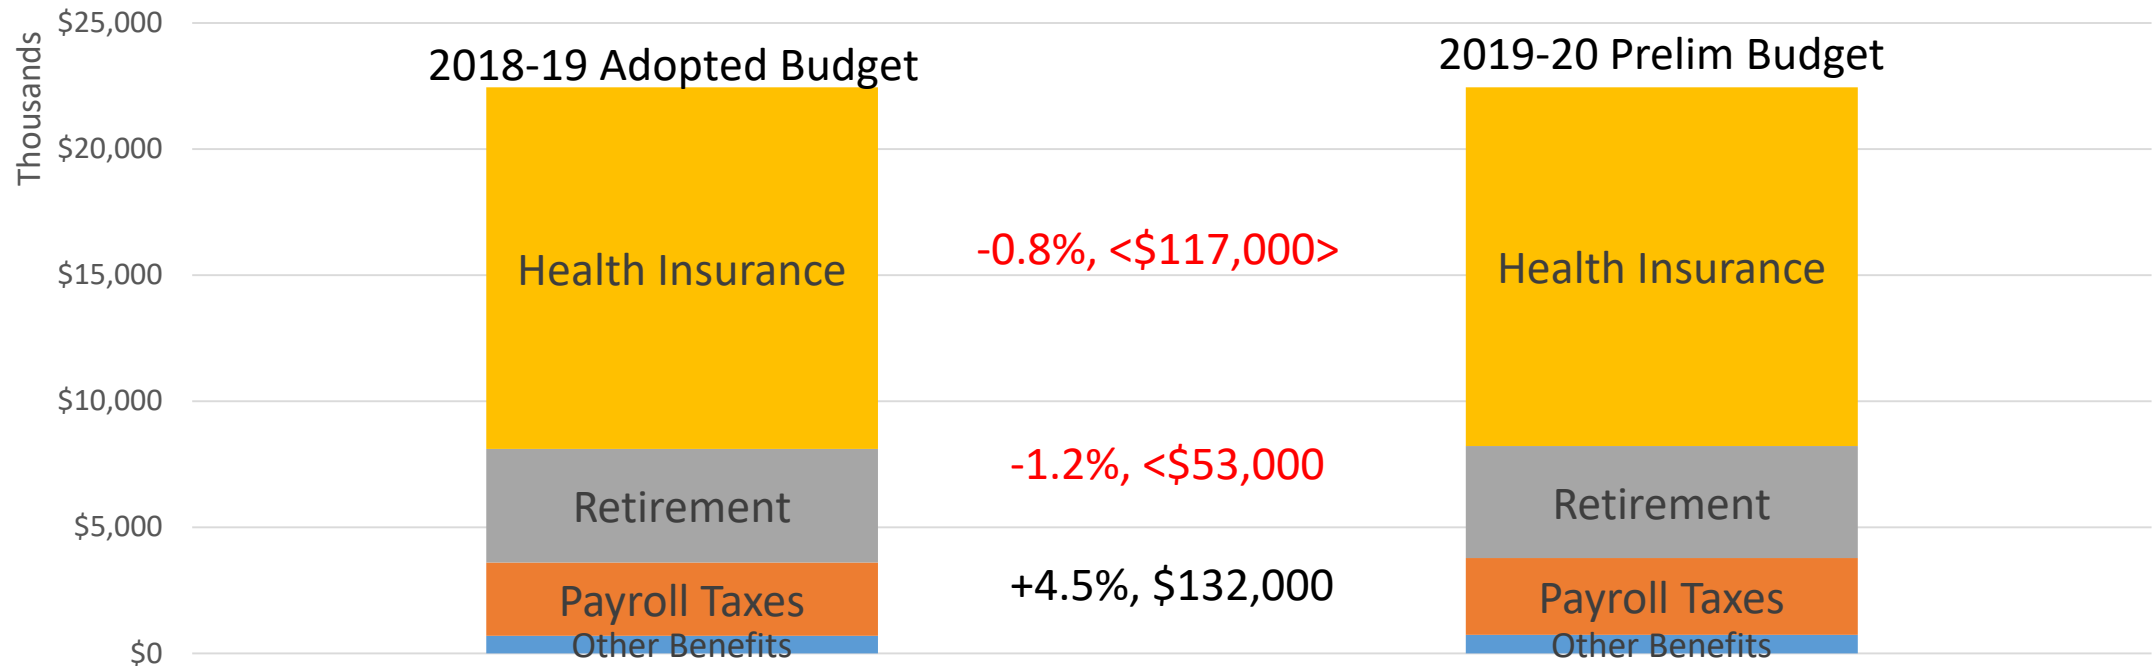 $25,000
Thousands
2018-19 Adopted Budget
2019-20 Prelim Budget
$20,000
Health Insurance
-0.8%, <$117,000>
Health Insurance
$15,000
$10,000
-1.2%, <$53,000
Retirement
Retirement
$5,000
+4.5%, $132,000
Payroll Taxes
Payroll Taxes
Other Benefits
Other Benefits
$0